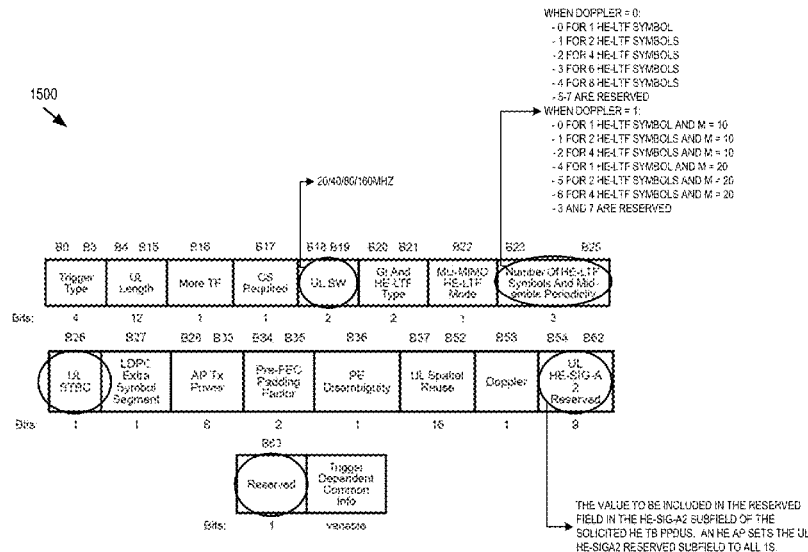 WHEN DOPPLER = 0:
- 0 FOR 1 HE-LTF SYMBOL
- 1 FOR 2 HE-LTF SYMBOLS
- 2 FOR 4 HE-LTF SYMBOLS
- 3 FOR 6 HE-LTF SYMBOLS
- 4 FOR 8 HE-LTF SYMBOLS
- 5-7 ARE RESERVED
WHEN DOPPLER = 1:
- 0 FOR 1 HE-LTF SYMBOL AND M = 10
- 1 FOR 2 HE-LTF SYMBOLS AND M = 10
- 2 FOR 4 HE-LTF SYMBOLS AND M = 10
- 4 FOR 1 HE-LTF SYMBOL AND M = 20
- 5 FOR 2 HE-LTF SYMBOLS AND M = 20
- 6 FOR 4 HE-LTF SYMBOLS AND M = 20
- 3 AND 7 ARE RESERVED
1500
20/40/80/160MHZ
B0 B3 B4 B15 B16 B17 B18 B19 B20 B21 B22 B23 B25
Trigger Type
UL Length
More TF
CS Required
UL BW
GI And HE-LTF Type
MU-MIMO HE-LTF Mode
Number Of HE-LTF Symbols And Mid-amble Periodicity
Bits: 4 12 1 1 2 2 1 3
B26 B27 B28 B33 B34 B35 B36 B37 B52 B53 B54 B62
UL STBC
LDPC Extra Symbol Segment
AP Tx Power
Pre-FEC Padding Factor
PE Disambiguity
UL Spatial Reuse
Doppler
UL HE-SIG-A 2 Reserved
Bits: 1 1 6 2 1 16 1 9
B63
Reserved
Trigger Dependent Common Info
Bits: 1 variable
THE VALUE TO BE INCLUDED IN THE RESERVED
FIELD IN THE HE-SIG-A2 SUBFIELD OF THE
SOLICITED HE TB PPDUS. AN HE AP SETS THE UL
HE-SIGA2 RESERVED SUBFIELD TO ALL 1S.